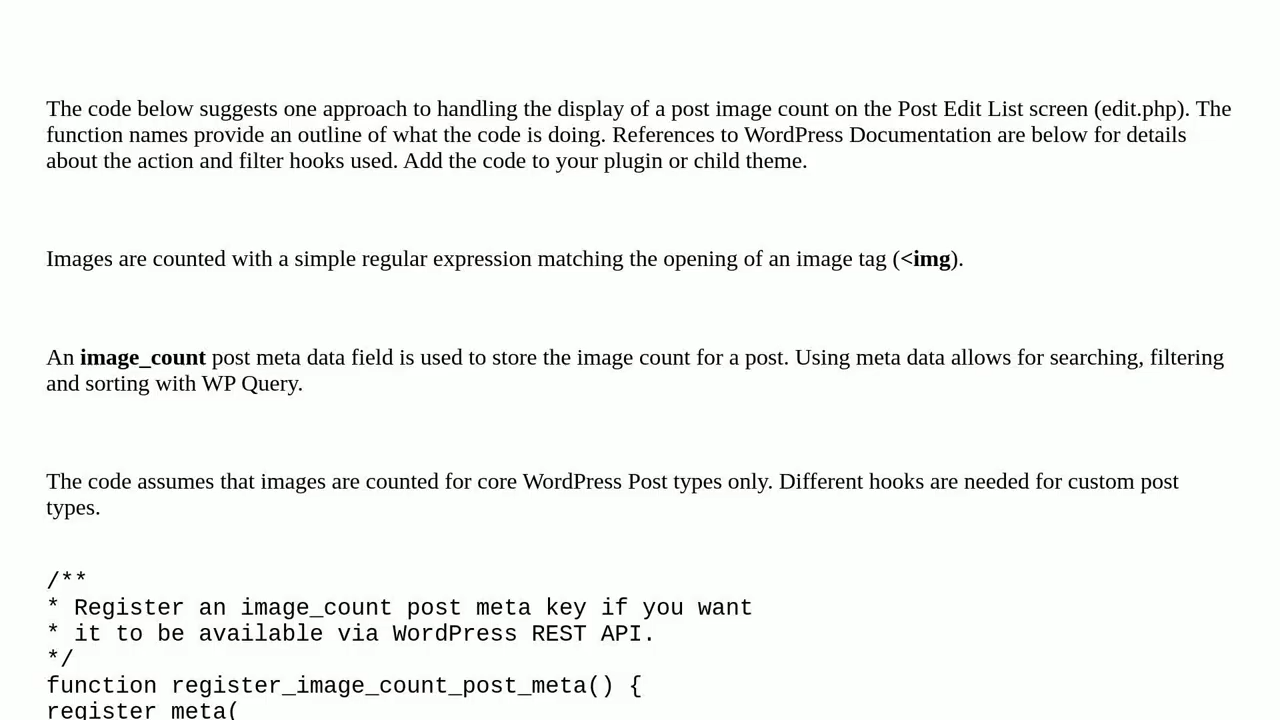 The code below suggests one approach to handling the display of a post image count on the Post Edit List screen (edit.php). The
function names provide an outline of what the code is doing. References to WordPress Documentation are below for details
about the action and filter hooks used. Add the code to your plugin or child theme.
Images are counted with a simple regular expression matching the opening of an image tag (<img).
An image_count post meta data field is used to store the image count for a post. Using meta data allows for searching, filtering
and sorting with WP Query.
The code assumes that images are counted for core WordPress Post types only. Different hooks are needed for custom post
types.
/**
* Register an image_count post meta key if you want
* it to be available via WordPress REST API.
*/
function register_image_count_post_meta() {
register_meta(